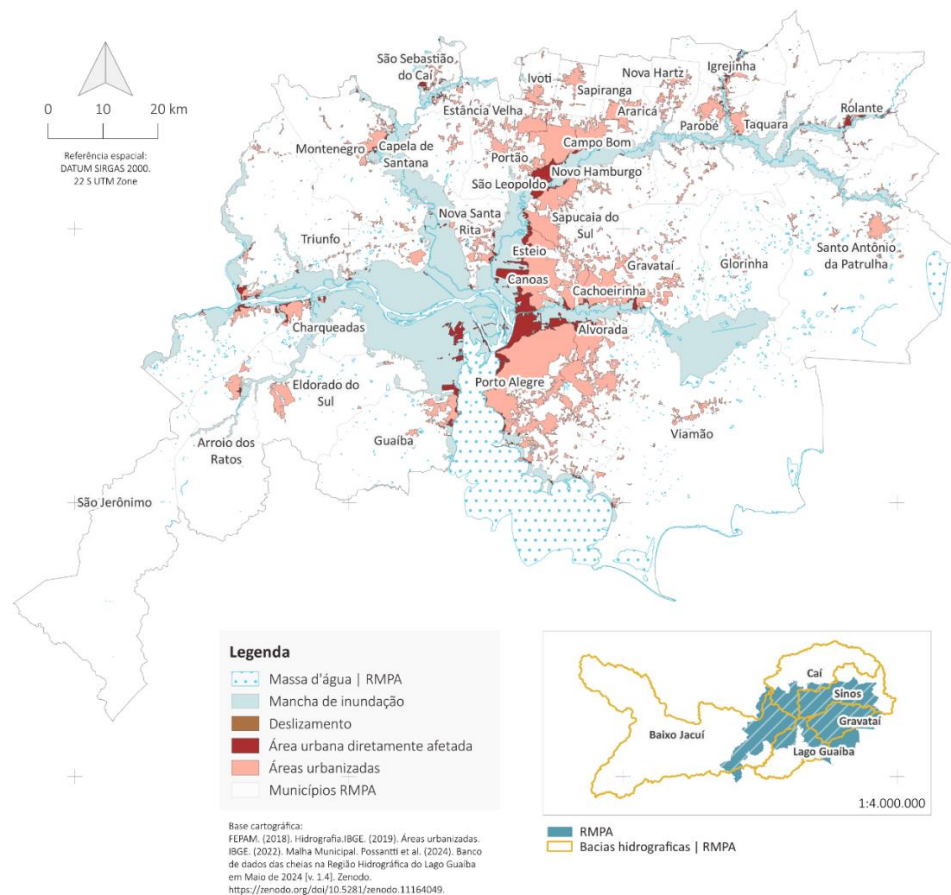 São Sebastião
do Caí
Ivoti
Nova Hartz
Igrejinha
Sapiranga
0 10 20 km
Estância Velha
Araricá
Rolante
Parobé
Taquara
Referência espacial:
DATUM SIRGAS 2000.
22 S UTM Zone
Montenegro
Capela de
Santana
Portão
Campo Bom
Novo Hamburgo
São Leopoldo
Nova Santa
Rita
Sapucaia do
Sul
Triunfo
Santo Antônio
da Patrulha
Esteio
Gravataí
Glorinha
Canoas
Cachoeirinha
Charqueadas
Alvorada
Porto Alegre
Eldorado do
Sul
Viamão
Guaíba
Arroio dos
Ratos
São Jerônimo
Legenda
Massa d'água | RMPA
Mancha de inundação
Deslizamento
Área urbana diretamente afetada
Áreas urbanizadas
Municípios RMPA
Caí
Sinos
Gravataí
Baixo Jacuí
Lago Guaíba
1:4.000.000
RMPA
Bacias hidrograficas | RMPA
Base cartográfica:
FEPAM. (2018). Hidrografia.IBGE. (2019). Áreas urbanizadas.
IBGE. (2022). Malha Municipal. Possantti et al. (2024). Banco
de dados das cheias na Região Hidrográfica do Lago Guaíba
em Maio de 2024 [v. 1.4]. Zenodo.
https://zenodo.org/doi/10.5281/zenodo.11164049.